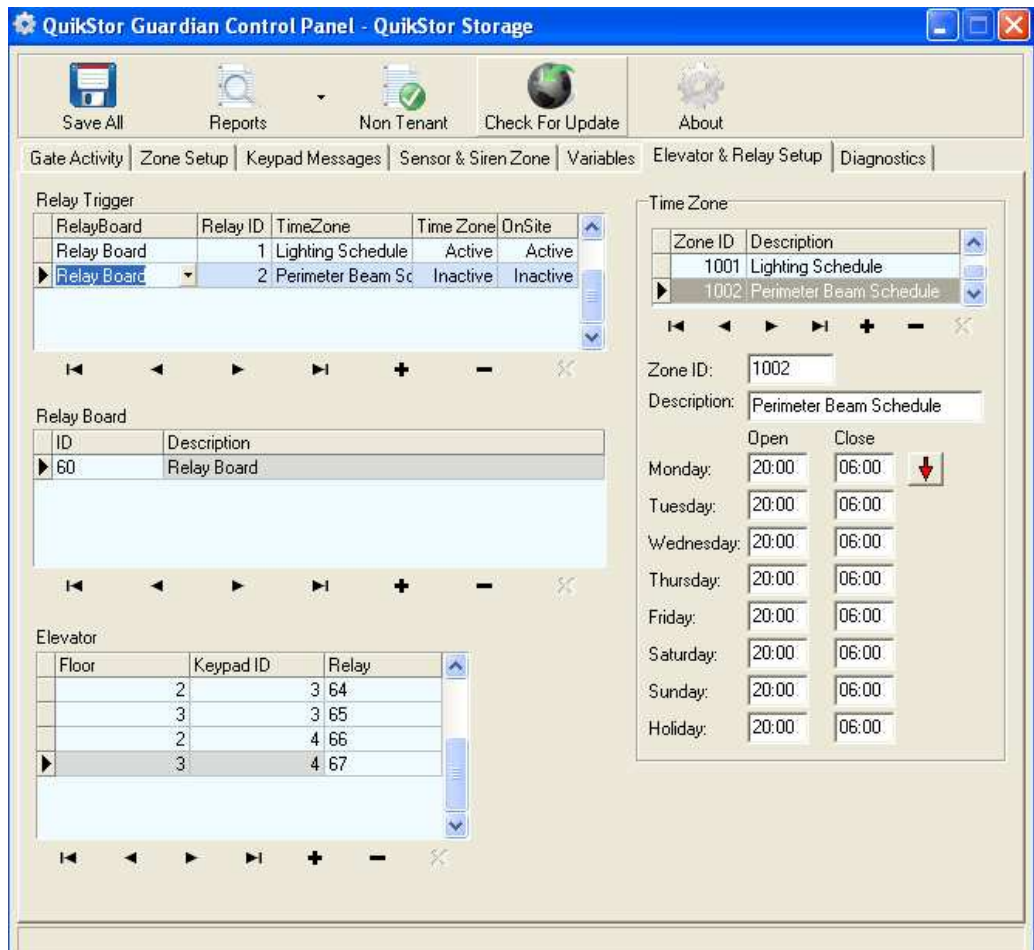 QuikStor Guardian Control Panel - QuikStor Storage
Save All Reports Non Tenant Check For Update About
Gate Activity Zone Setup Keypad Messages Sensor & Siren Zone Variables Elevator & Relay Setup Diagnostics
Relay Trigger
RelayBoard Relay ID TimeZone Time Zone OnSite
Relay Board 1 Lighting Schedule Active Active
Relay Board 2 Perimeter Beam Sc Inactive Inactive
Relay Board
ID Description
60 Relay Board
Elevator
Floor Keypad ID Relay
2 3 64
3 3 65
2 4 66
3 4 67
Time Zone
Zone ID Description
1001 Lighting Schedule
1002 Perimeter Beam Schedule
Zone ID: 1002
Description: Perimeter Beam Schedule
Open Close
Monday: 20:00 06:00
Tuesday: 20:00 06:00
Wednesday: 20:00 06:00
Thursday: 20:00 06:00
Friday: 20:00 06:00
Saturday: 20:00 06:00
Sunday: 20:00 06:00
Holiday: 20:00 06:00